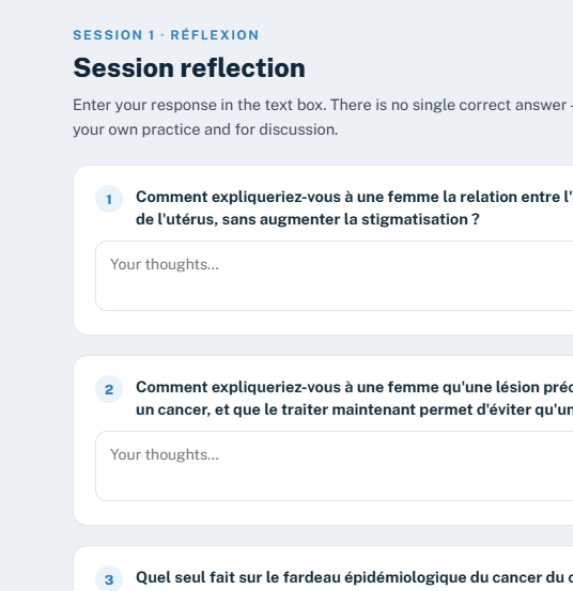 SESSION 1 · RÉFLEXION
Session reflection
Enter your response in the text box. There is no single correct answer
your own practice and for discussion.
1
Comment expliqueriez-vous à une femme la relation entre l'
de l'utérus, sans augmenter la stigmatisation ?
Your thoughts...
2
Comment expliqueriez-vous à une femme qu'une lésion
un cancer, et que le traiter maintenant permet d'éviter
Your thoughts...
3
Quel seul fait sur le fardeau épidémiologique du cancer du